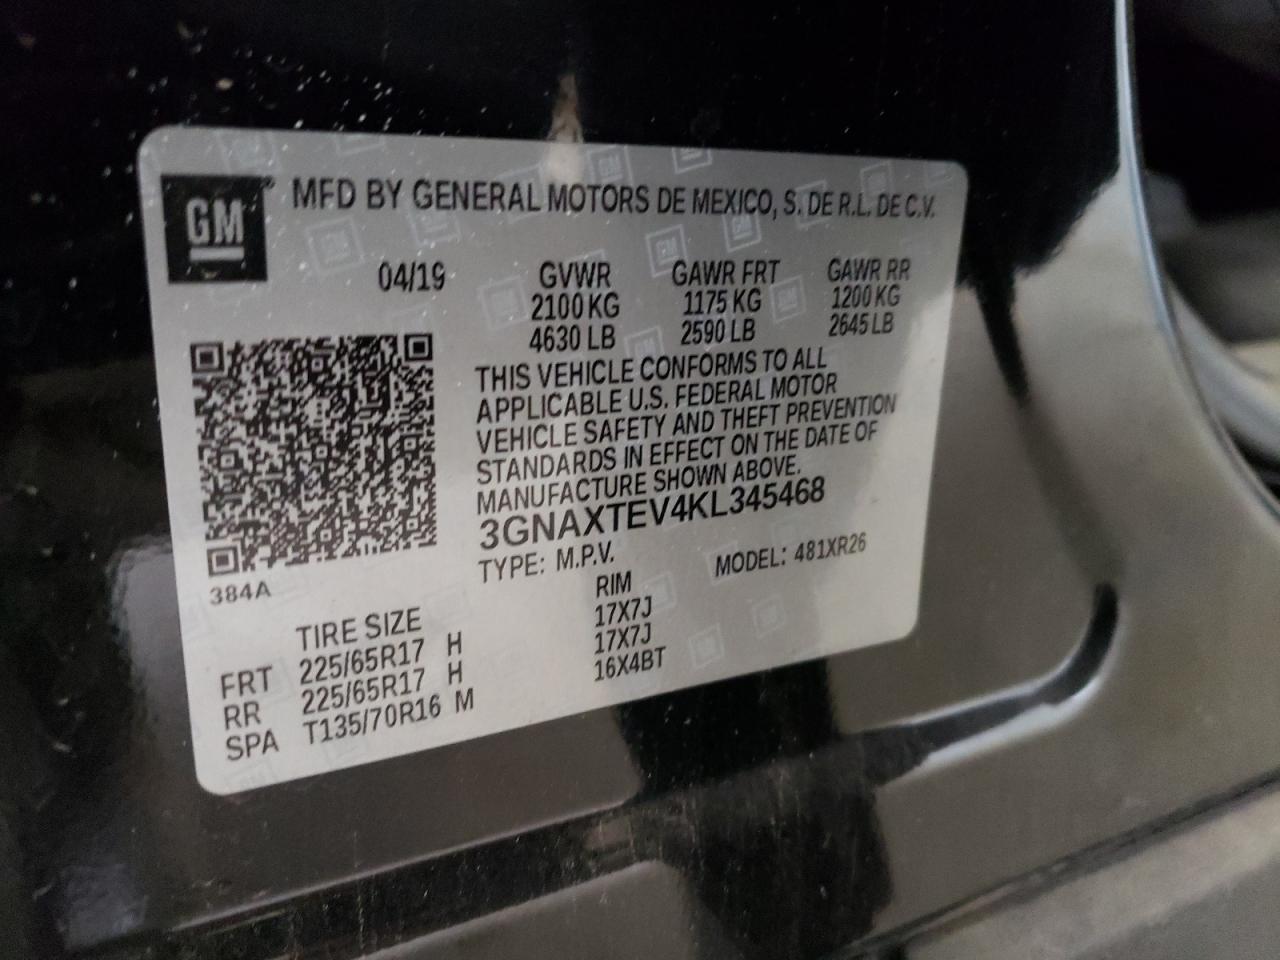 GM
MFD BY GENERAL MOTORS DE MEXICO, S. DE R.L. DE C.V.
04/19 GVWR GAWR FRT GAWR RR
2100 KG 1175 KG 1200 KG
4630 LB 2590 LB 2645 LB
THIS VEHICLE CONFORMS TO ALL
APPLICABLE U.S. FEDERAL MOTOR
VEHICLE SAFETY AND THEFT PREVENTION
STANDARDS IN EFFECT ON THE DATE OF
MANUFACTURE SHOWN ABOVE.
3GNAXTEV4KL345468
TYPE: M.P.V. MODEL: 481XR26
384A
TIRE SIZE RIM
FRT 225/65R17 H 17X7J
RR 225/65R17 H 17X7J
SPA T135/70R16 M 16X4BT